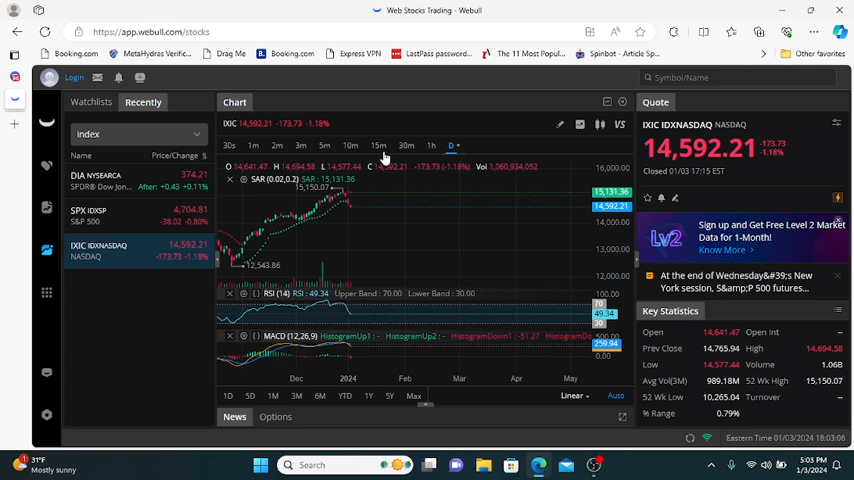 Web Stocks Trading - Webull
https://app.webull.com/stocks
Booking.com MetaHydras Verific... Drag Me Booking.com Express VPN LastPass password... The 11 Most Popul... Spinbot - Article Sp... Other favorites
Login
Symbol/Name
Watchlists Recently
Index
Name Price/Change
DIA NYSEARCA 374.21
SPDR® Dow Jon... After: +0.43 +0.11%
SPX IDXSP 4,704.81
S&P 500 -38.02 -0.80%
IXIC IDXNASDAQ 14,592.21
NASDAQ -173.73 -1.18%
Chart
IXIC 14,592.21 -173.73 -1.18%
VS
30s 1m 2m 3m 5m 10m 15m 30m 1h D
O 14,641.47 H 14,694.58 L 14,577.44 C 14,592.21 -173.73 (-1.18%) Vol 1,060,934,052
SAR (0.02,0.2) SAR : 15,131.36
15,150.07
12,543.86
16,000.00
15,131.36
14,592.21
14,000.00
13,000.00
12,000.00
RSI (14) RSI : 49.34 Upper Band : 70.00 Lower Band : 30.00
100.00
70
49.34
30
MACD (12,26,9) HistogramUp1 : - HistogramUp2 : - HistogramDown1 : -51.27 HistogramDo
500.00
259.94
0.00
Dec 2024 Feb Mar Apr May
1D 5D 1M 3M 6M YTD 1Y 5Y Max Linear Auto
News Options
Quote
IXIC IDXNASDAQ NASDAQ
14,592.21 -173.73
-1.18%
Closed 01/03 17:15 EST
Lv2
Sign up and Get Free Level 2 Market
Data for 1-Month!
Know More >
At the end of Wednesday&#39;s New
York session, S&amp;P 500 futures...
Key Statistics
Open 14,641.47 Open Int --
Prev Close 14,765.94 High 14,694.58
Low 14,577.44 Volume 1.06B
Avg Vol(3M) 989.18M 52 Wk High 15,150.07
52 Wk Low 10,265.04 Turnover --
% Range 0.79%
Eastern Time 01/03/2024 18:03:06
1
31°F
Mostly sunny
Search
5:03 PM
1/3/2024